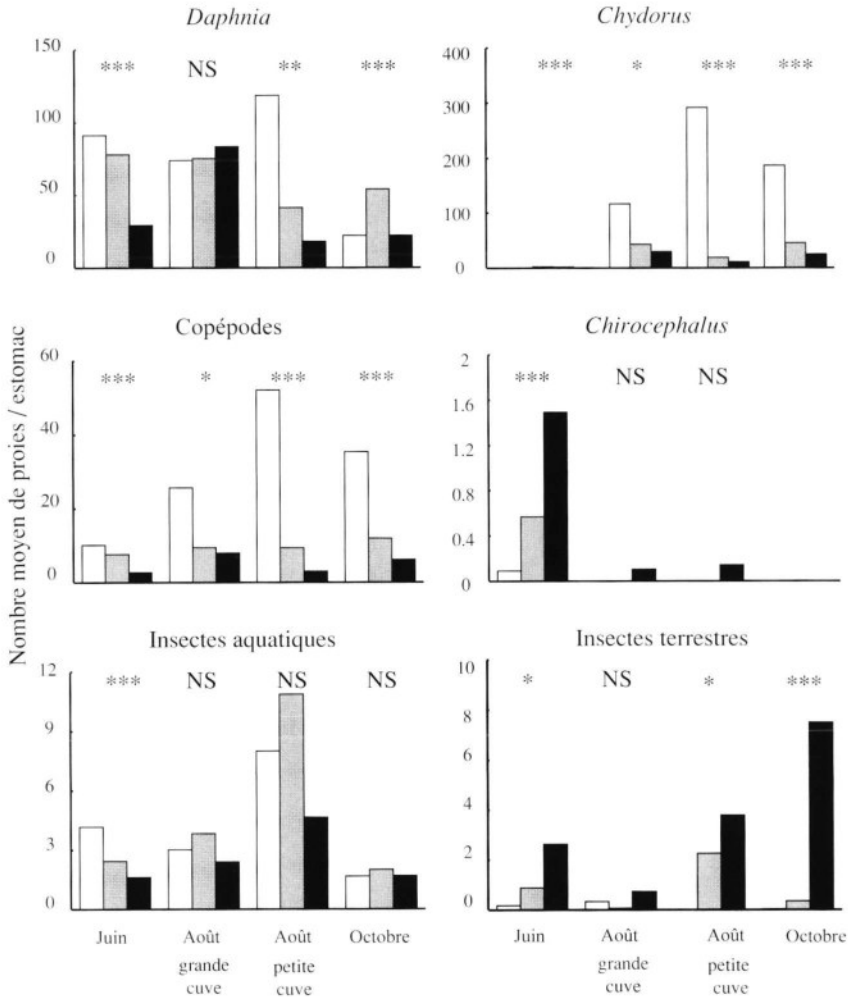 Daphnia
150
100
50
0
*** NS ** ***
Chydorus
400
300
200
100
0
*** * *** ***
Nombre moyen de proies / estomac
Copépodes
60
40
20
0
*** * *** ***
Chirocephalus
2
1.6
1.2
0.8
0.4
0
*** NS NS
Insectes aquatiques
12
9
6
3
0
*** NS NS NS
Insectes terrestres
10
8
4
2
0
* NS * ***
Juin
Août
grande
cuve
Août
petite
cuve
Octobre
Juin
Août
grande
cuve
Août
petite
cuve
Octobre